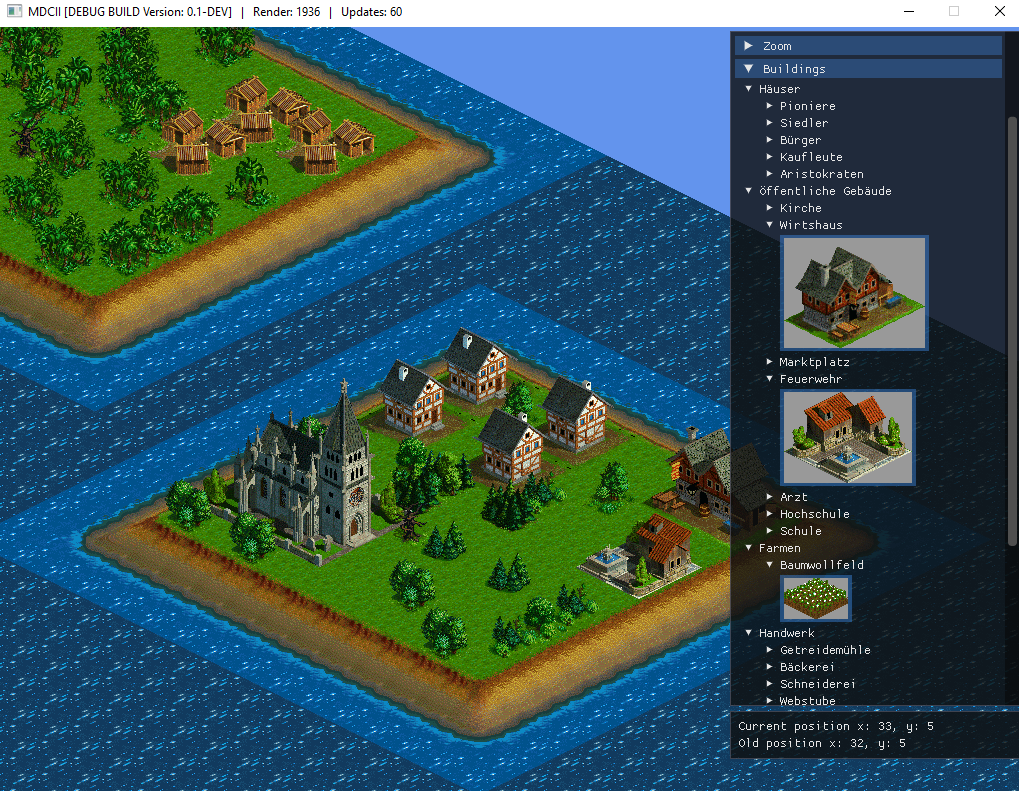 MDCII [DEBUG BUILD Version: 0.1-DEV] | Render: 1936 | Updates: 60
Zoom
Buildings
Häuser
Pioniere
Siedler
Bürger
Kaufleute
Aristokraten
öffentliche Gebäude
Kirche
Wirtshaus
Marktplatz
Feuerwehr
Arzt
Hochschule
Schule
Farmen
Baumwollfeld
Handwerk
Getreidemühle
Bäckerei
Schneiderei
Webstube
Current position x: 33, y: 5
Old position x: 32, y: 5